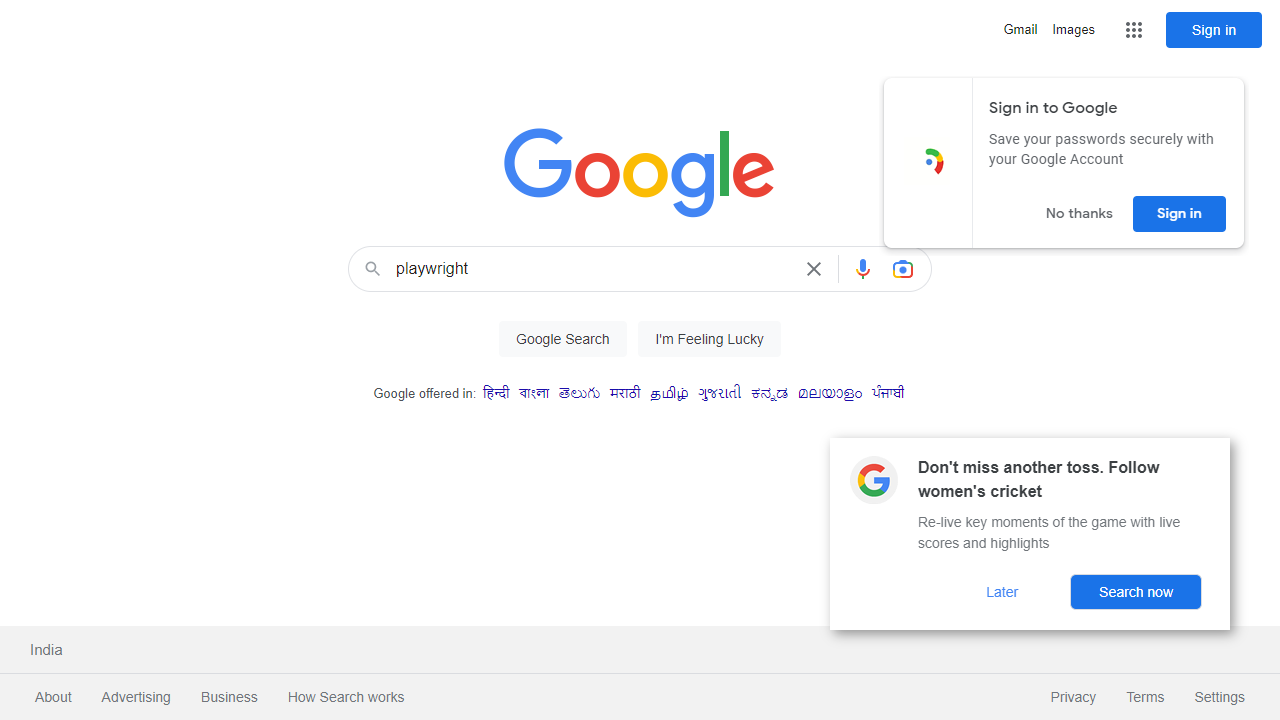 Gmail Images Sign in
Google
Sign in to Google
Save your passwords securely with
your Google Account
No thanks Sign in
playwright
Google Search I'm Feeling Lucky
Google offered in: हिन्दी বাংলা తెలుగు मराठी தமிழ் ગુજરાતી ಕನ್ನಡ മലയാളം ਪੰਜਾਬੀ
Don't miss another toss. Follow
women's cricket
Re-live key moments of the game with live
scores and highlights
Later Search now
India
About Advertising Business How Search works Privacy Terms Settings